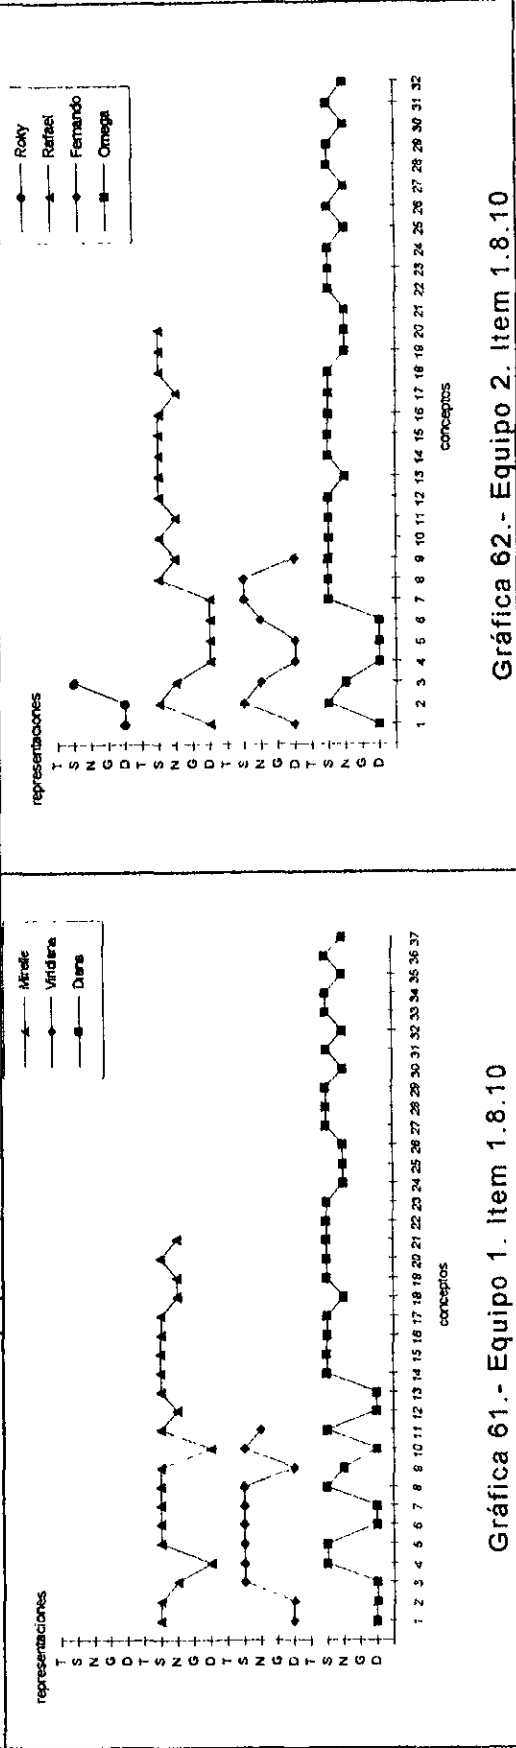 representaciones
T
S
N
G
D
T
S
N
G
D
T
S
N
G
D
T
S
N
G
D
Mirelle
Viridiana
Diana
1 2 3 4 5 6 7 8 9 10 11 12 13 14 15 16 17 18 19 20 21 22 23 24 25 26 27 28 29 30 31 32 33 34 35 36 37
conceptos
Gráfica 61.- Equipo 1. Item 1.8.10
representaciones
T
S
N
G
D
T
S
N
G
D
T
S
N
G
D
T
S
N
G
D
Roky
Rafael
Fernando
Omega
1 2 3 4 5 6 7 8 9 10 11 12 13 14 15 16 17 18 19 20 21 22 23 24 25 26 27 28 29 30 31 32
conceptos
Gráfica 62.- Equipo 2. Item 1.8.10